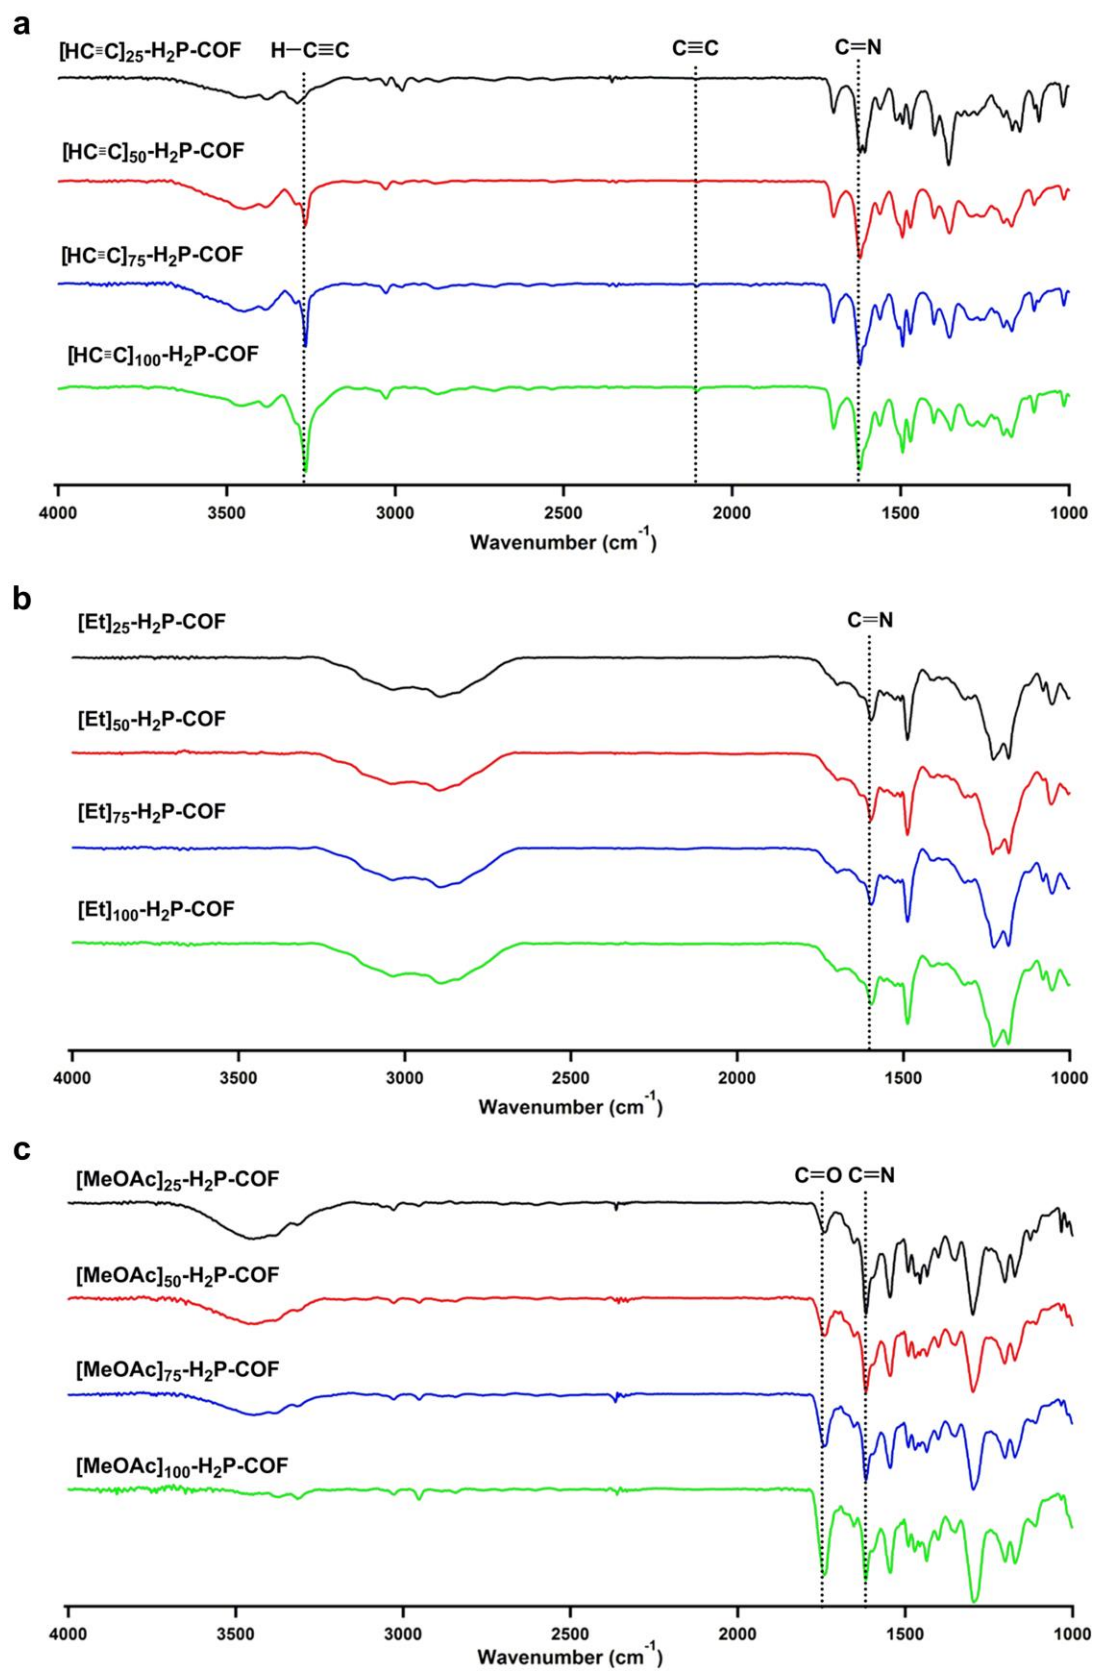 a
[HC≡C]25-H2P-COF H–C≡C C≡C C=N
[HC≡C]50-H2P-COF
[HC≡C]75-H2P-COF
[HC≡C]100-H2P-COF
4000 3500 3000 2500 2000 1500 1000
Wavenumber (cm-1)
b
[Et]25-H2P-COF C=N
[Et]50-H2P-COF
[Et]75-H2P-COF
[Et]100-H2P-COF
4000 3500 3000 2500 2000 1500 1000
Wavenumber (cm-1)
c
[MeOAc]25-H2P-COF C=O C=N
[MeOAc]50-H2P-COF
[MeOAc]75-H2P-COF
[MeOAc]100-H2P-COF
4000 3500 3000 2500 2000 1500 1000
Wavenumber (cm-1)